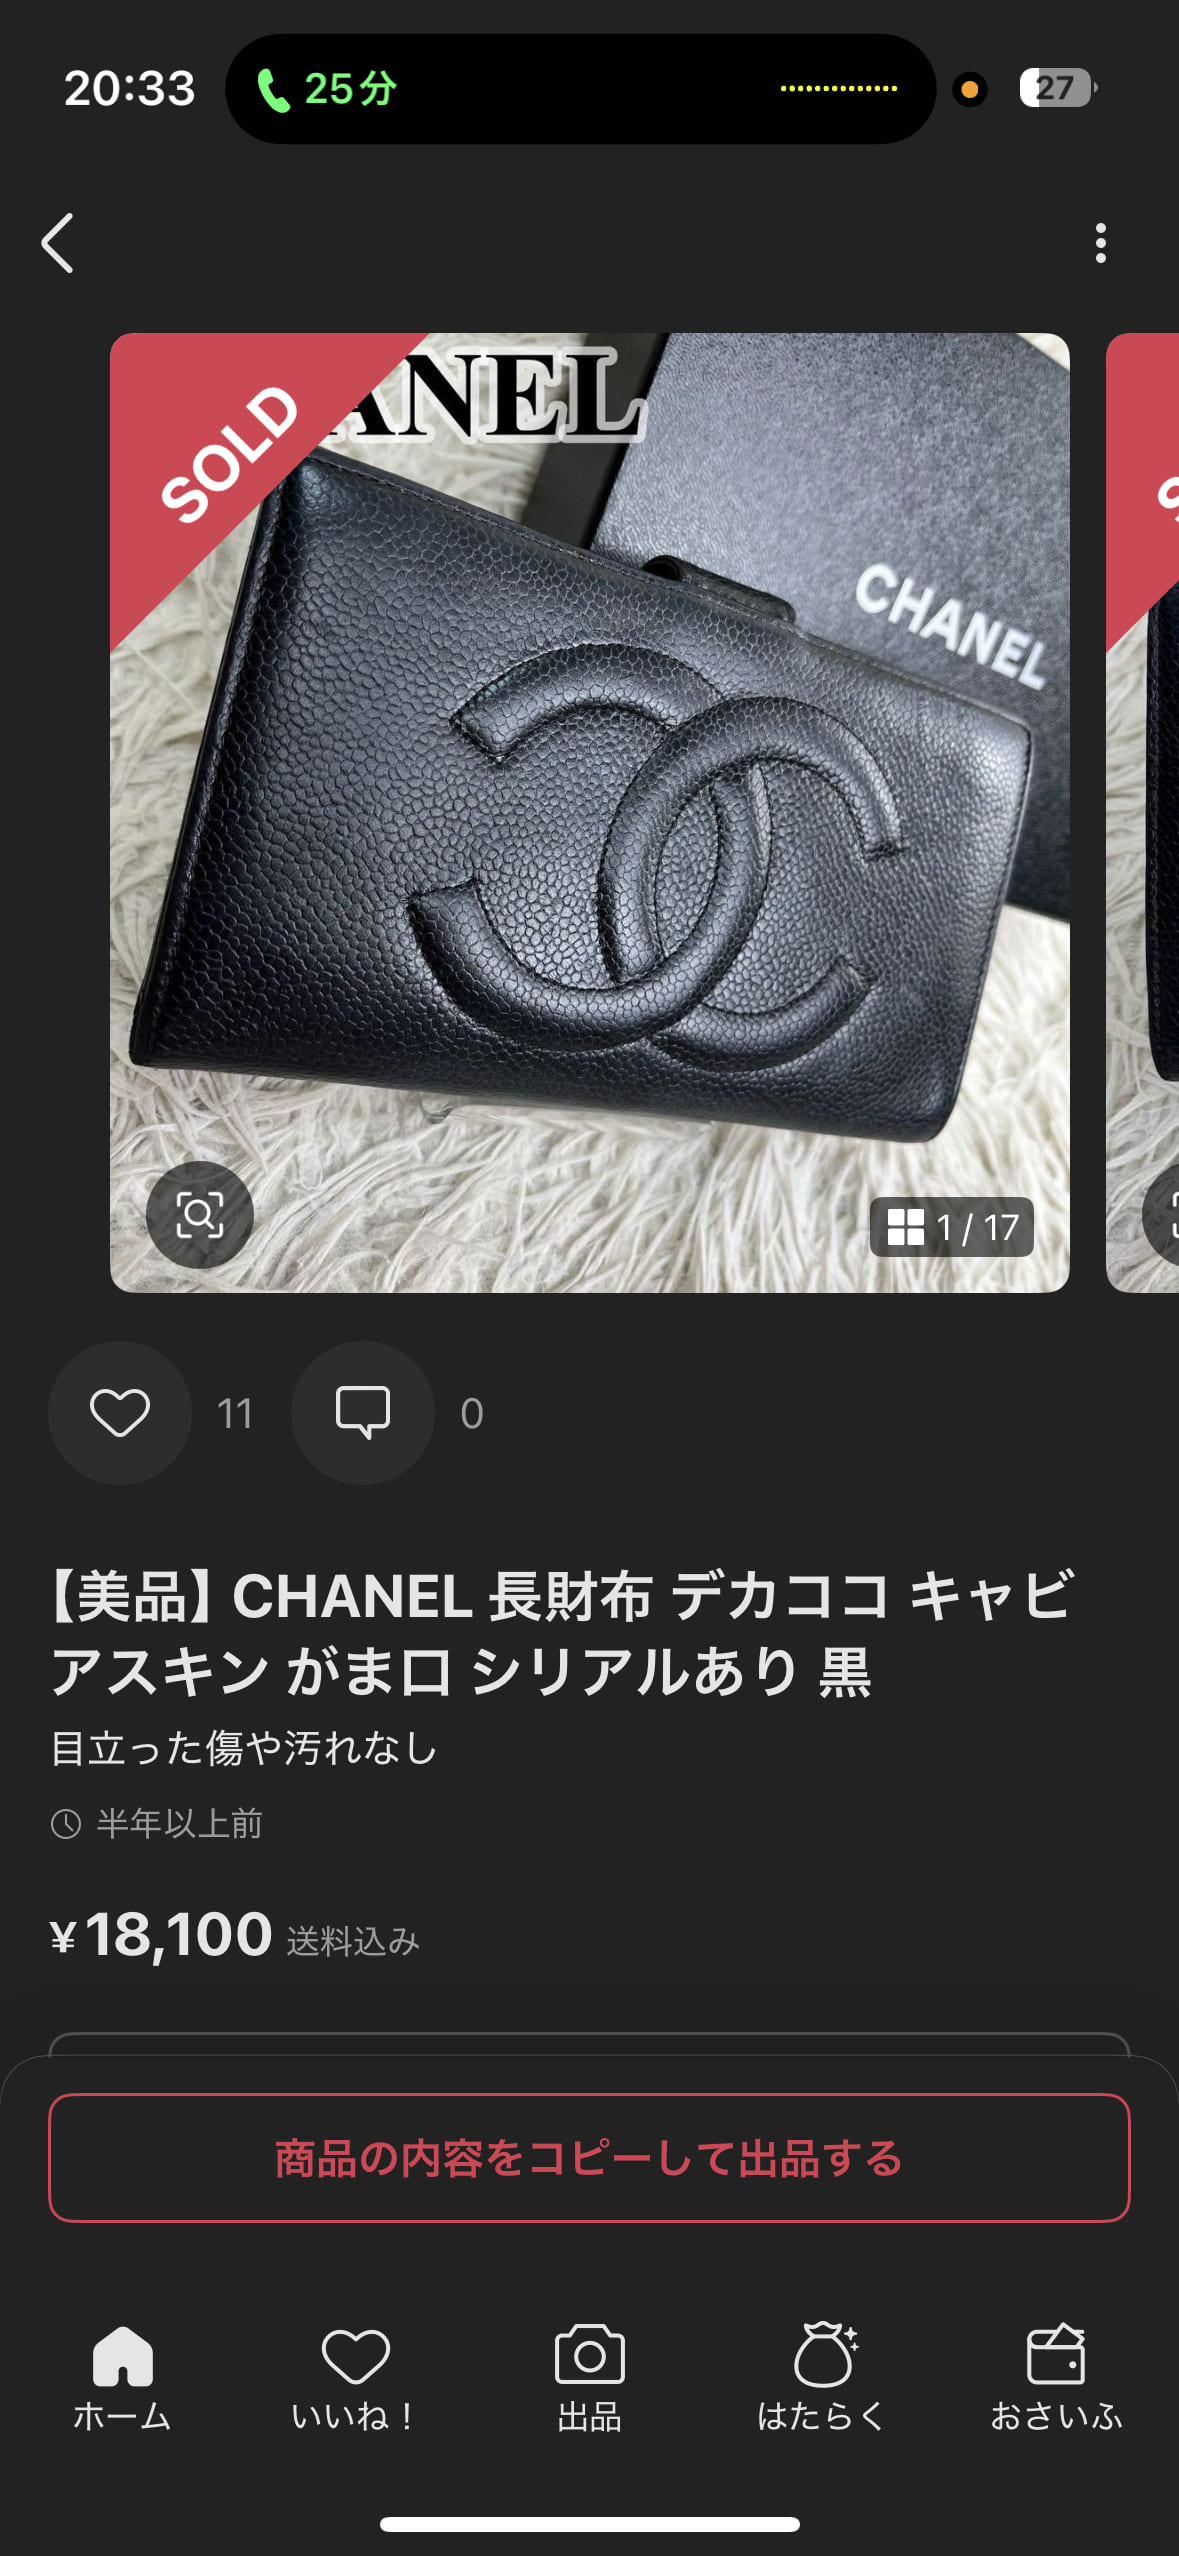 20:33
25分
27
SOLD
ANEL
CHANEL
1 / 17
11
0
【美品】CHANEL 長財布 デカココ キャビ
アスキン がま口 シリアルあり 黒
目立った傷や汚れなし
半年以上前
¥18,100 送料込み
商品の内容をコピーして出品する
ホーム
いいね！
出品
はたらく
おさいふ